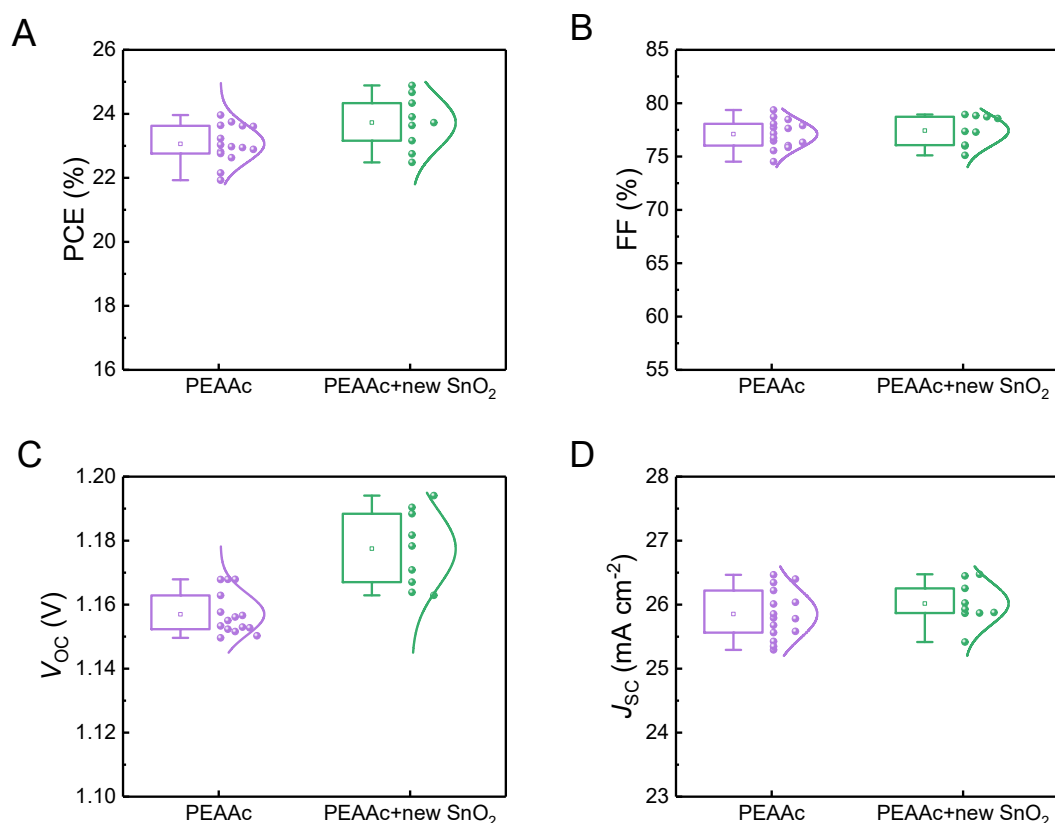 A
PCE (%)
26
24
22
20
18
16
PEAAc
PEAAc+new SnO₂
B
FF (%)
85
80
75
70
65
60
55
PEAAc
PEAAc+new SnO₂
C
V_OC (V)
1.20
1.18
1.16
1.14
1.12
1.10
PEAAc
PEAAc+new SnO₂
D
J_SC (mA cm⁻²)
28
27
26
25
24
23
PEAAc
PEAAc+new SnO₂